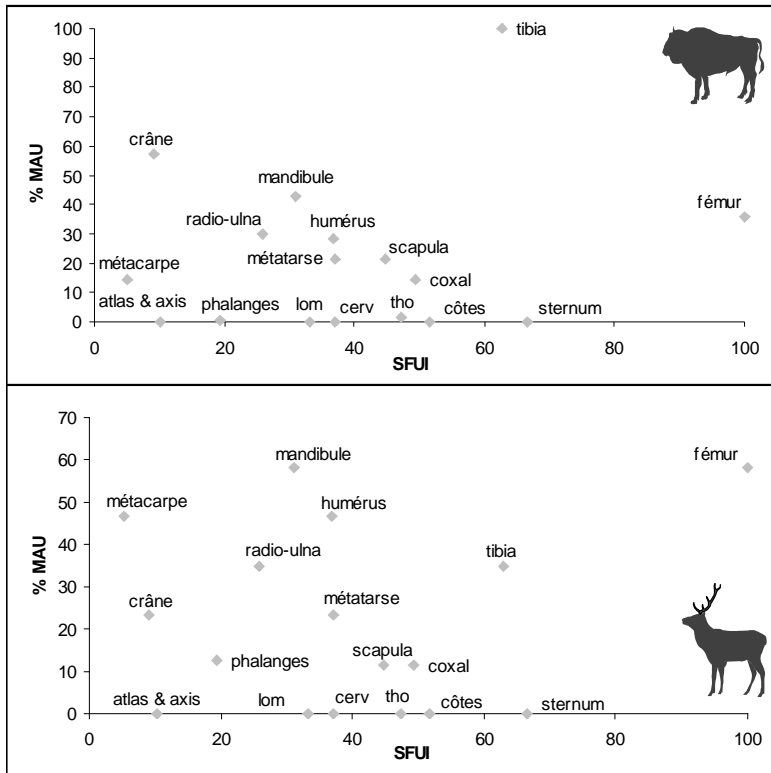 100
90
80
70
60
50
40
30
20
10
0
% MAU
tibia
crâne
mandibule
fémur
radio-ulna
humérus
métatarse
scapula
métacarpe
coxal
atlas & axis
phalanges
lom
cerv
tho
côtes
sternum
0 20 40 60 80 100
SFUI
70
60
50
40
30
20
10
0
% MAU
mandibule
fémur
métacarpe
humérus
radio-ulna
tibia
crâne
métatarse
phalanges
scapula
coxal
atlas & axis
lom
cerv
tho
côtes
sternum
0 20 40 60 80 100
SFUI